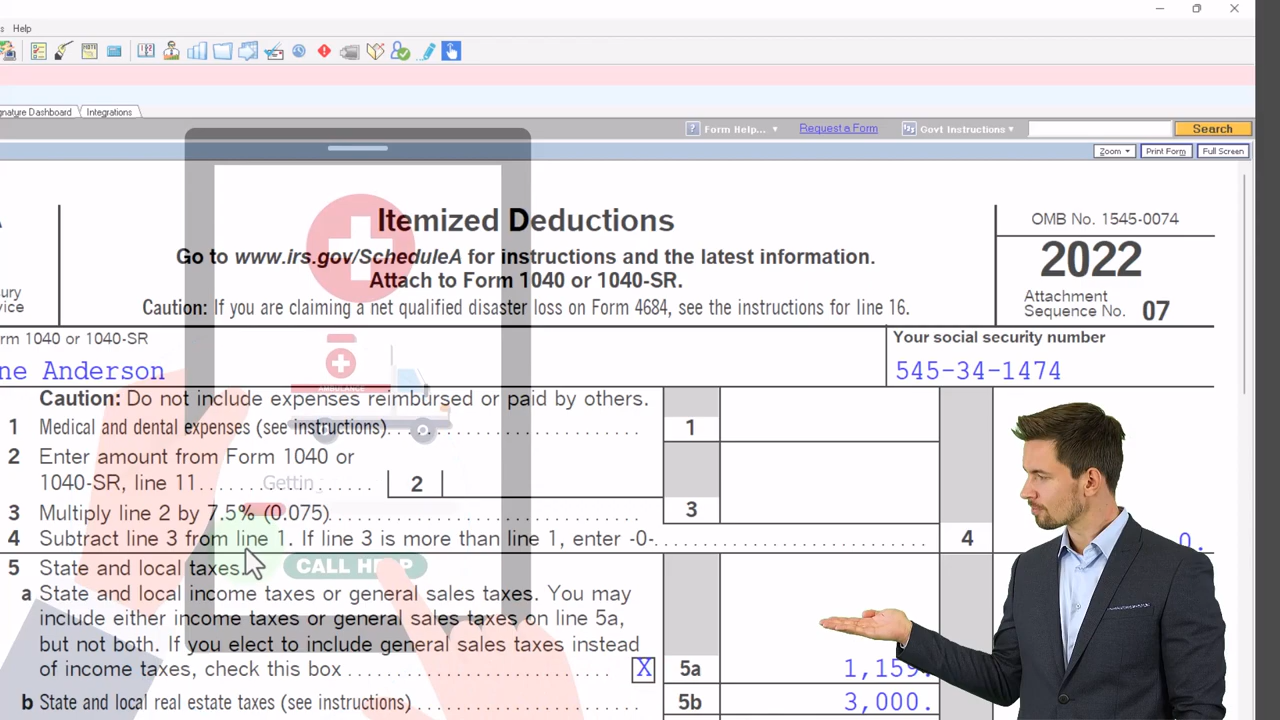 Help
gnature Dashboard
Integrations
Form Help...
Request a Form
Govt Instructions
Search
Zoom
Print Form
Full Screen
Itemized Deductions
OMB No. 1545-0074
Go to www.irs.gov/ScheduleA for instructions and the latest information.
2022
Attach to Form 1040 or 1040-SR.
Attachment
Caution: If you are claiming a net qualified disaster loss on Form 4684, see the instructions for line 16.
Sequence No. 07
rm 1040 or 1040-SR
Your social security number
ne Anderson
545-34-1474
Caution: Do not include expenses reimbursed or paid by others.
AMBULANCE
1 Medical and dental expenses (see instructions) 1
2 Enter amount from Form 1040 or
1040-SR, line 11 2
3 Multiply line 2 by 7.5% (0.075) 3
4 Subtract line 3 from line 1. If line 3 is more than line 1, enter -0- 4 0.
CALL HELP
5 State and local taxes.
a State and local income taxes or general sales taxes. You may
include either income taxes or general sales taxes on line 5a,
but not both. If you elect to include general sales taxes instead
of income taxes, check this box X 5a 1,159.
b State and local real estate taxes (see instructions) 5b 3,000.